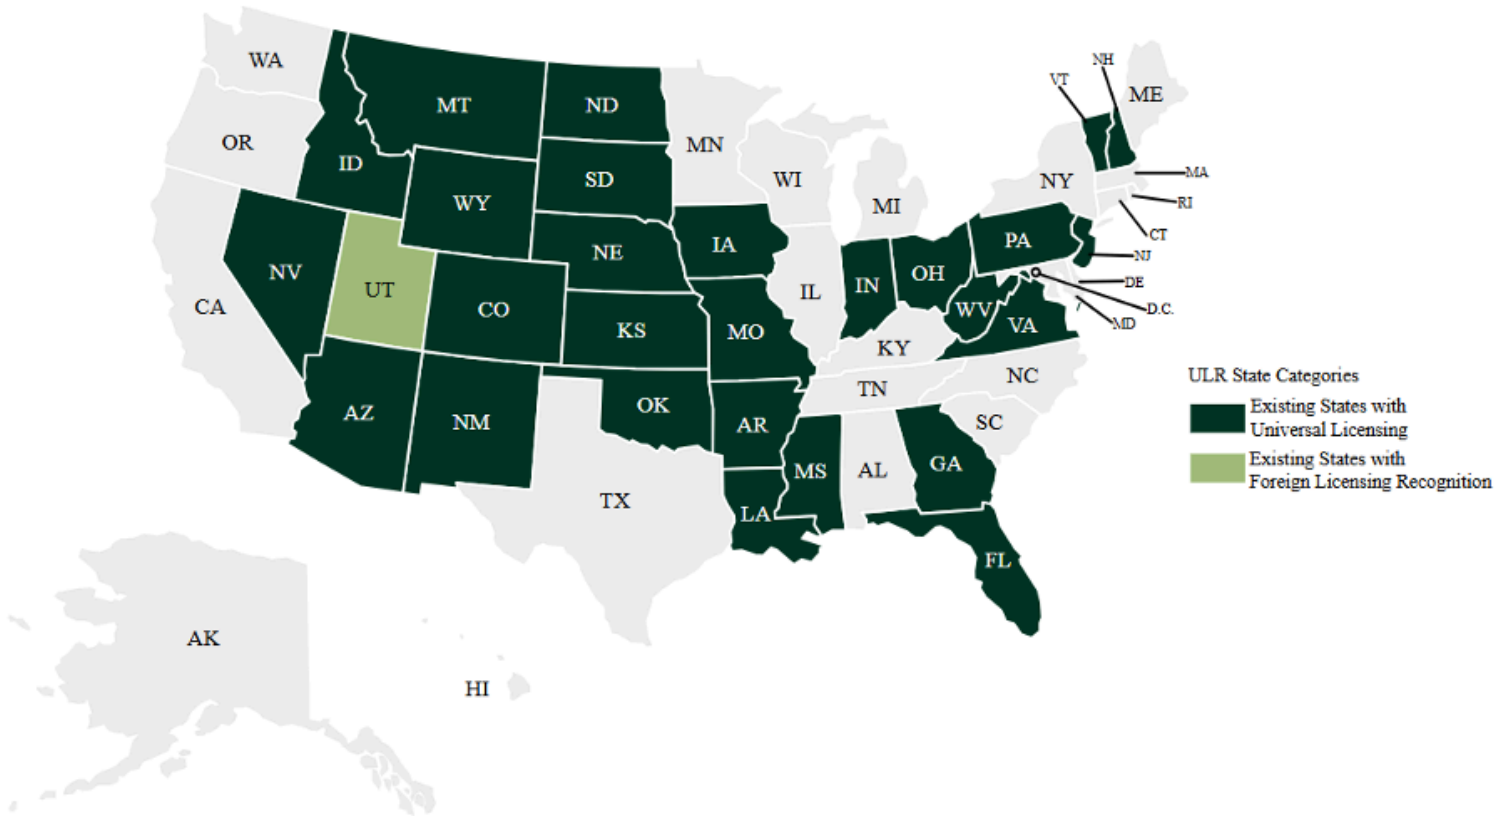 WA
MT
ND
OR
ID
MN
SD
WI
WY
MI
NY
VT
NH
ME
MA
RI
CT
NJ
DE
D.C.
MD
NV
UT
NE
IA
PA
CA
CO
IL
IN
OH
WV
VA
KS
MO
KY
AZ
NM
OK
AR
TN
NC
SC
MS
AL
GA
TX
LA
FL
AK
HI
ULR State Categories
Existing States with
Universal Licensing
Existing States with
Foreign Licensing Recognition